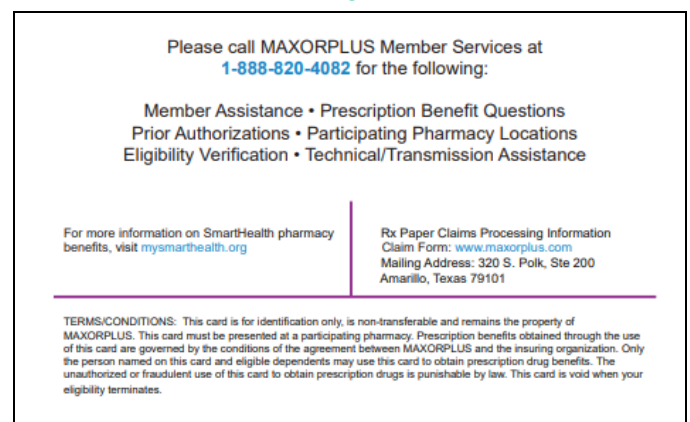 Please call MAXORPLUS Member Services at
1-888-820-4082 for the following:
Member Assistance • Prescription Benefit Questions
Prior Authorizations • Participating Pharmacy Locations
Eligibility Verification • Technical/Transmission Assistance
For more information on SmartHealth pharmacy
benefits, visit mysmarthealth.org
Rx Paper Claims Processing Information
Claim Form: www.maxorplus.com
Mailing Address: 320 S. Polk, Ste 200
Amarillo, Texas 79101
TERMS/CONDITIONS: This card is for identification only, is non-transferable and remains the property of
MAXORPLUS. This card must be presented at a participating pharmacy. Prescription benefits obtained through the use
of this card are governed by the conditions of the agreement between MAXORPLUS and the insuring organization. Only
the person named on this card and eligible dependents may use this card to obtain prescription drug benefits. The
unauthorized or fraudulent use of this card to obtain prescription drugs is punishable by law. This card is void when your
eligibility terminates.